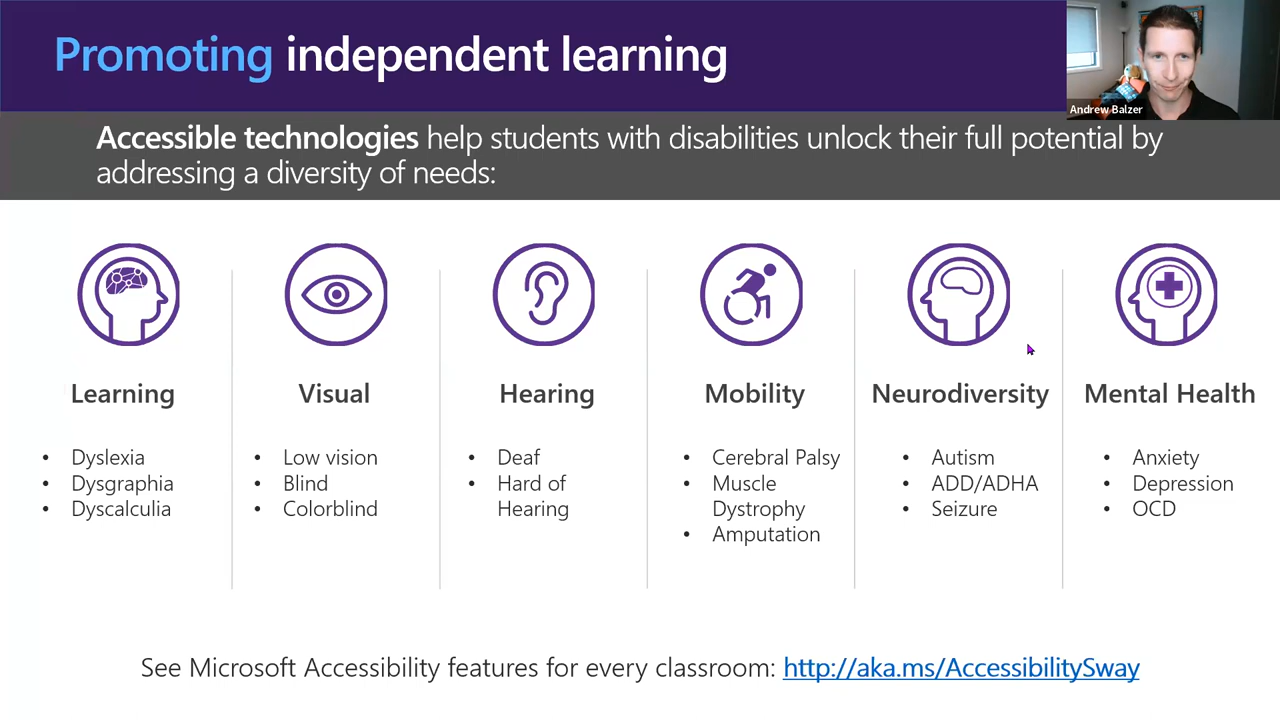 Promoting independent learning
Andrew Balzer
Accessible technologies help students with disabilities unlock their full potential by
addressing a diversity of needs:
Learning
• Dyslexia
• Dysgraphia
• Dyscalculia
Visual
• Low vision
• Blind
• Colorblind
Hearing
• Deaf
• Hard of
Hearing
Mobility
• Cerebral Palsy
• Muscle
Dystrophy
• Amputation
Neurodiversity
• Autism
• ADD/ADHA
• Seizure
Mental Health
• Anxiety
• Depression
• OCD
See Microsoft Accessibility features for every classroom: http://aka.ms/AccessibilitySway